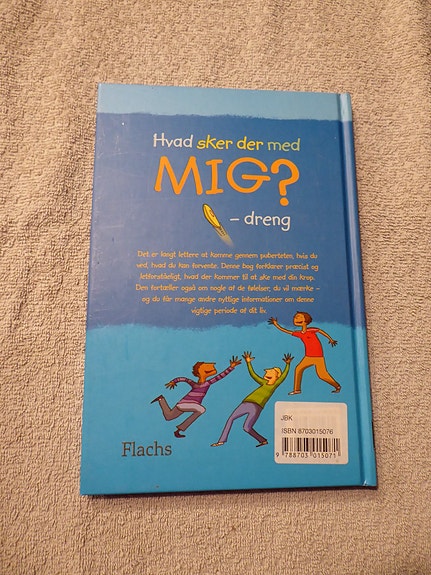 Hvad sker der med
MIG?
– dreng
Det er langt lettere at komme gennem puberteten, hvis du
ved, hvad du kan forvente. Denne bog forklarer præcist og
letforståeligt, hvad der kommer til at ske med din krop.
Den fortæller også om nogle af de følelser, du vil mærke –
og du får mange andre nyttige informationer om denne
vigtige periode af dit liv.
JBK
ISBN 8703015076
9 788703 015071
Flachs